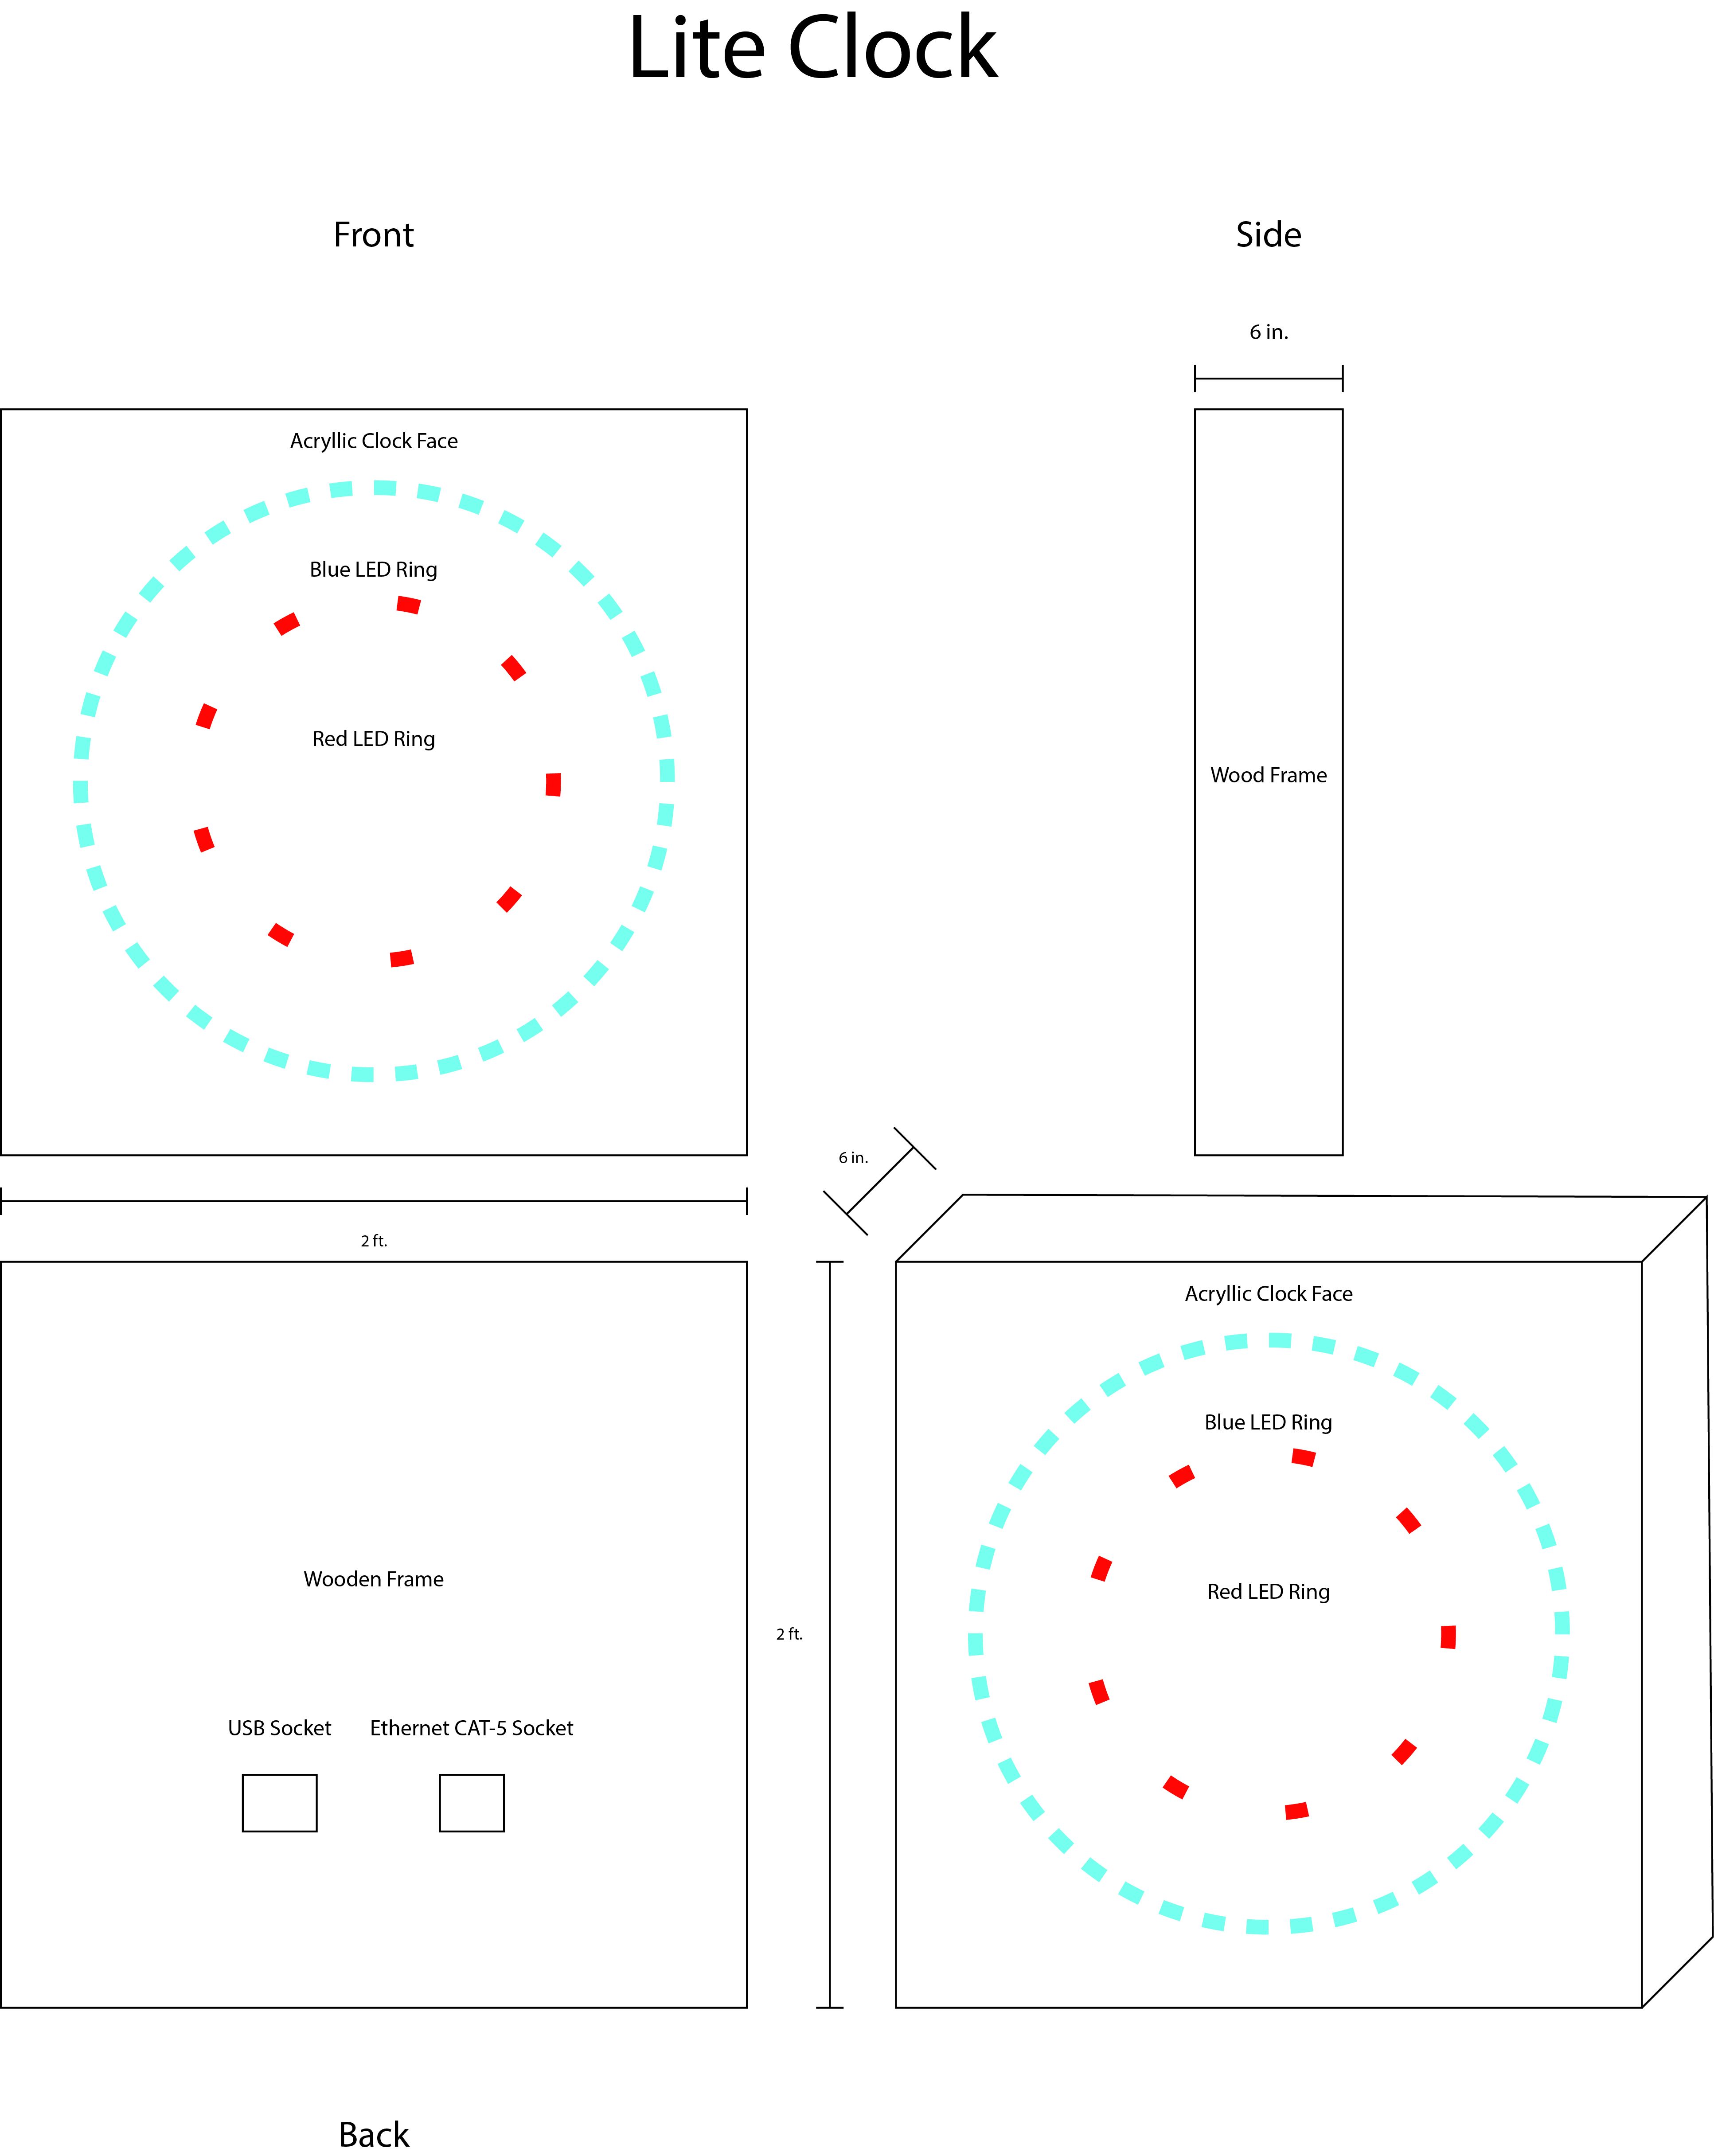 Lite Clock
Front
Side
6 in.
Acryllic Clock Face
Blue LED Ring
Red LED Ring
Wood Frame
6 in.
2 ft.
Acryllic Clock Face
Blue LED Ring
Wooden Frame
Red LED Ring
2 ft.
USB Socket
Ethernet CAT-5 Socket
Back